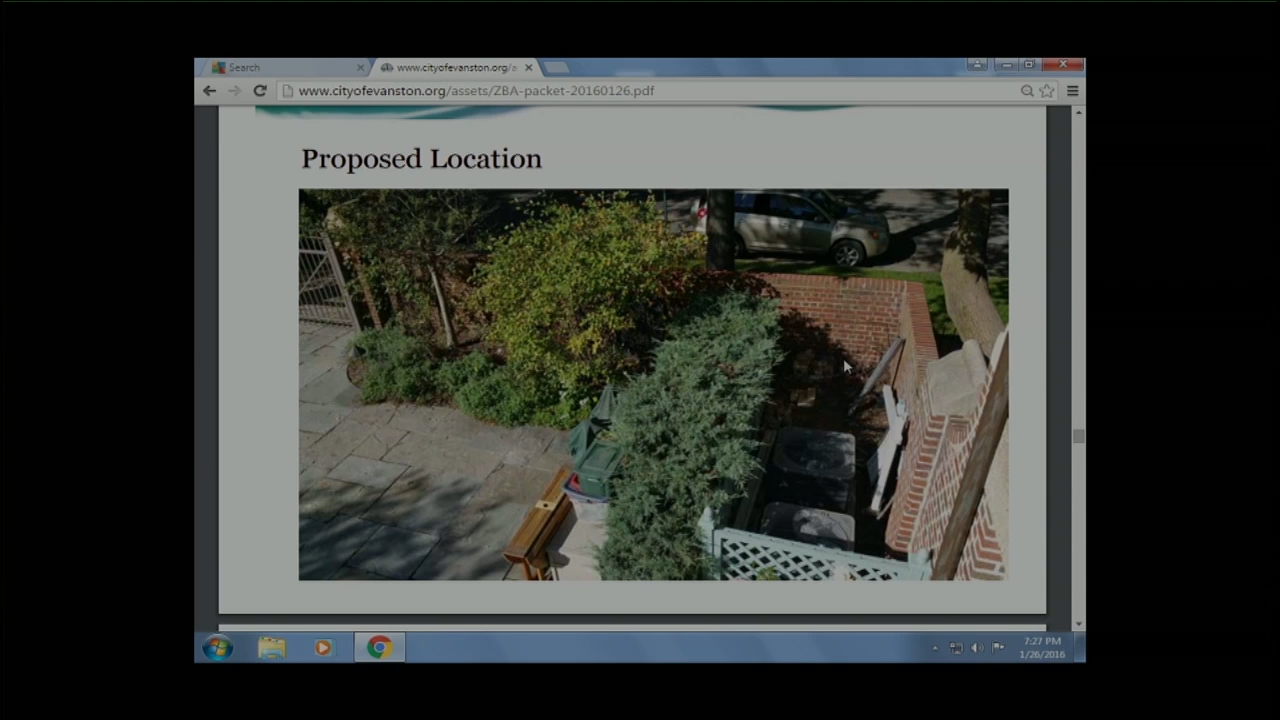 Search
www.cityofevanston.org/a
www.cityofevanston.org/assets/ZBA-packet-20160126.pdf
Proposed Location
7:27 PM
1/26/2016